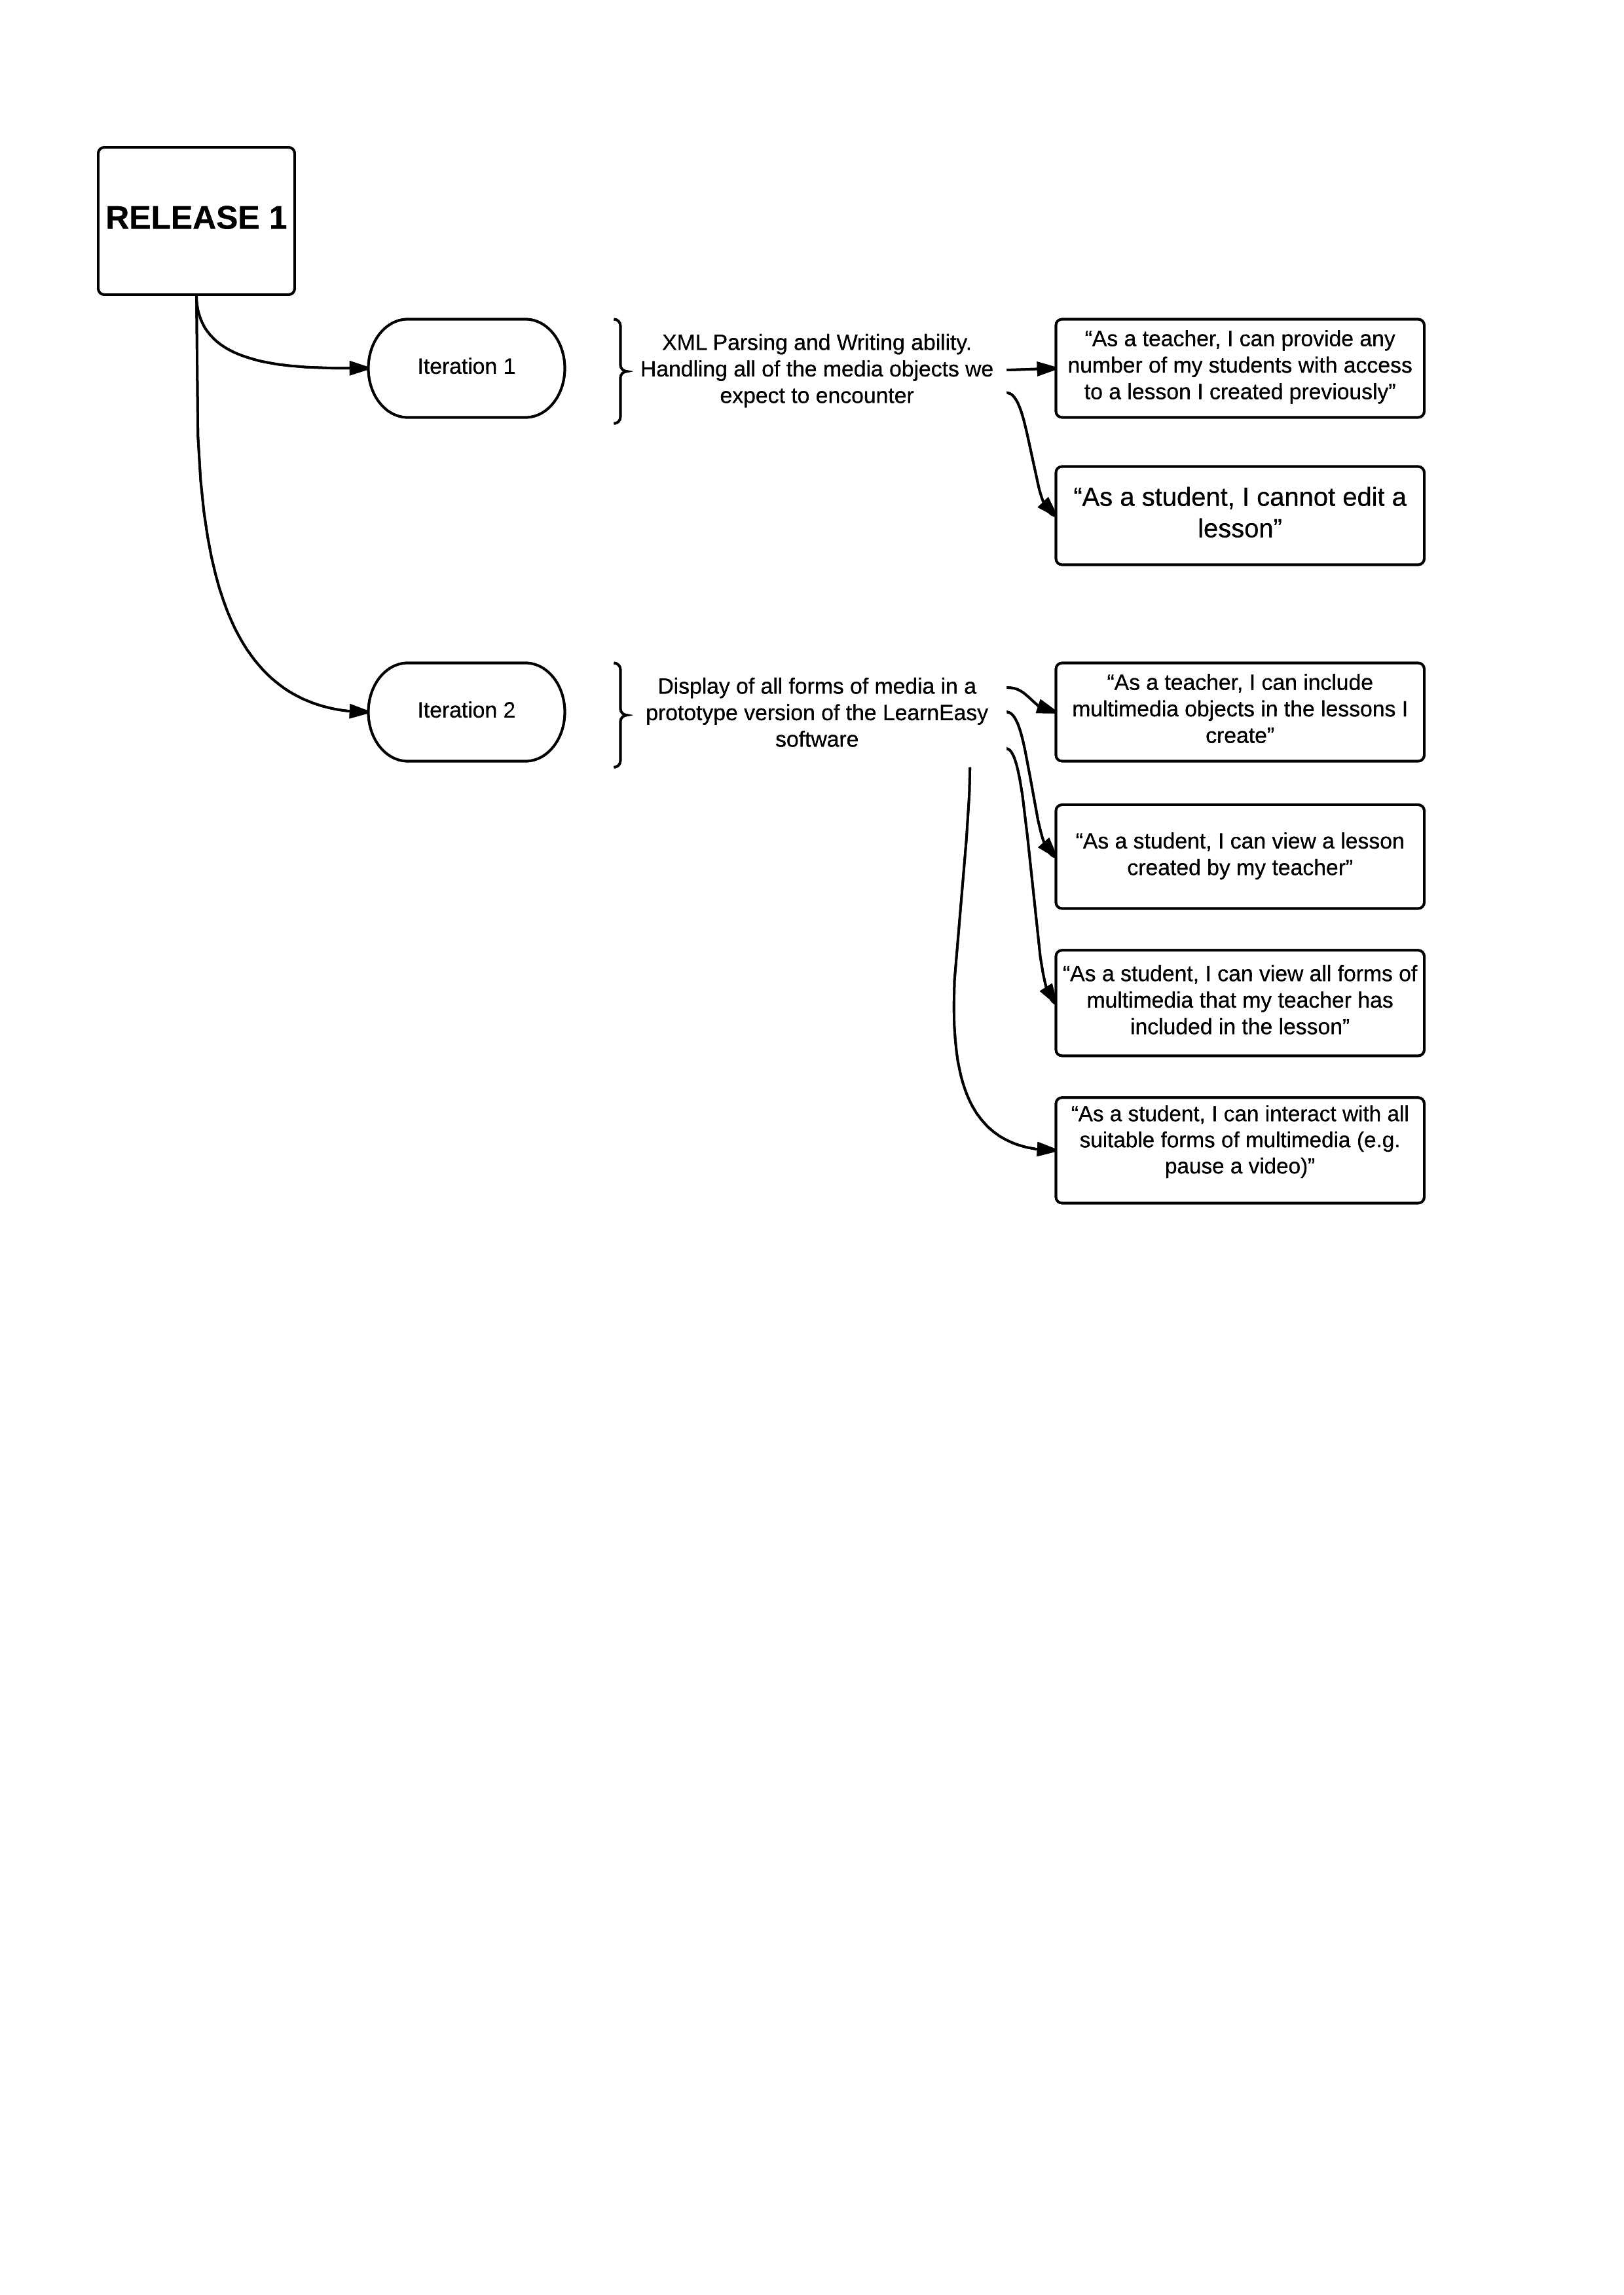 RELEASE 1
Iteration 1
XML Parsing and Writing ability.
Handling all of the media objects we
expect to encounter
“As a teacher, I can provide any
number of my students with access
to a lesson I created previously”
“As a student, I cannot edit a
lesson”
Iteration 2
Display of all forms of media in a
prototype version of the LearnEasy
software
“As a teacher, I can include
multimedia objects in the lessons I
create”
“As a student, I can view a lesson
created by my teacher”
“As a student, I can view all forms of
multimedia that my teacher has
included in the lesson”
“As a student, I can interact with all
suitable forms of multimedia (e.g.
pause a video)”